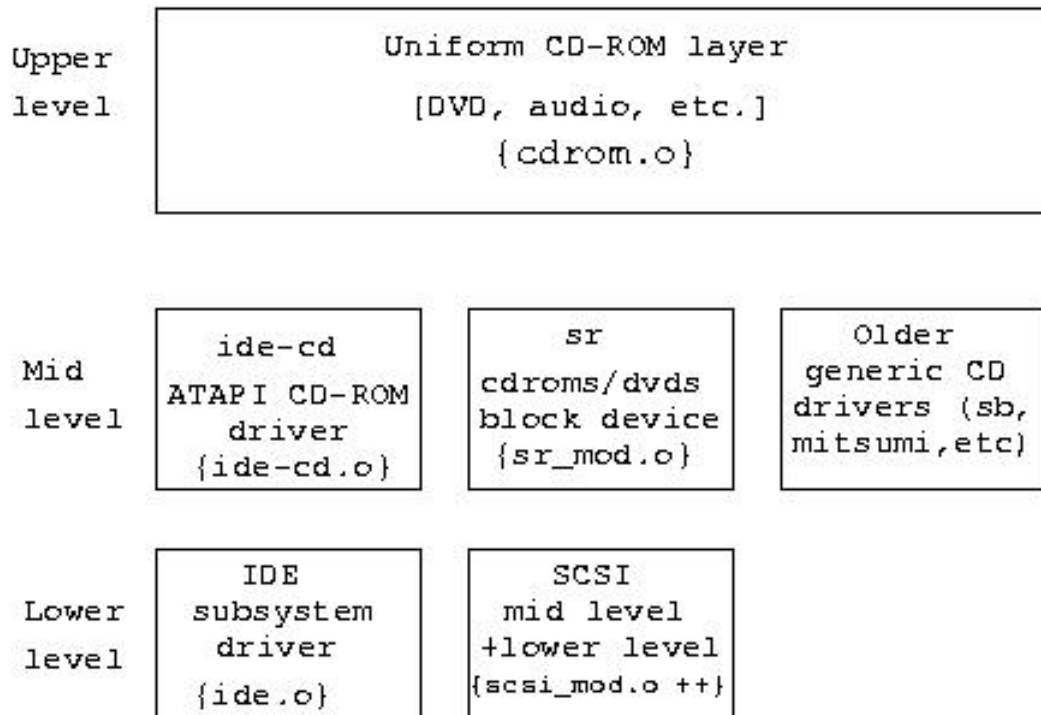 Upper
level
Uniform CD-ROM layer
[DVD, audio, etc.]
{cdrom.o}
Mid
level
ide-cd
ATAPI CD-ROM
driver
{ide-cd.o}
sr
cdroms/dvds
block device
{sr_mod.o}
Older
generic CD
drivers (sb,
mitsumi,etc)
Lower
level
IDE
subsystem
driver
{ide.o}
SCSI
mid level
+lower level
{scsi_mod.o ++}